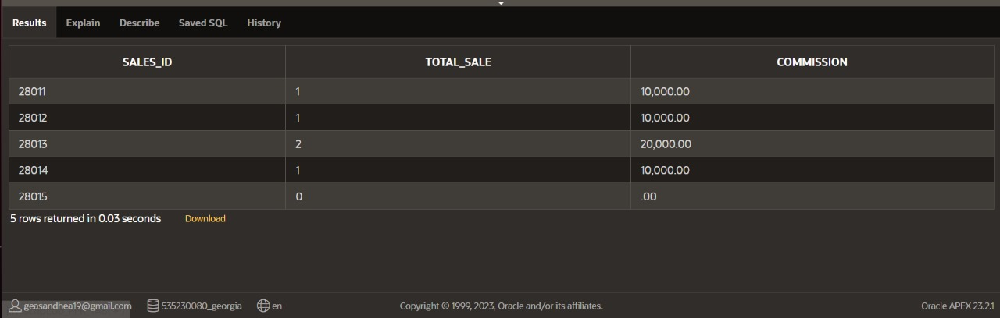 Results Explain Describe Saved SQL History
SALES_ID TOTAL_SALE COMMISSION
28011 1 10,000.00
28012 1 10,000.00
28013 2 20,000.00
28014 1 10,000.00
28015 0 .00
5 rows returned in 0.03 seconds Download
geasandhea19@gmail.com 535230080_georgia en Copyright © 1999, 2023, Oracle and/or its affiliates. Oracle APEX 23.2.1